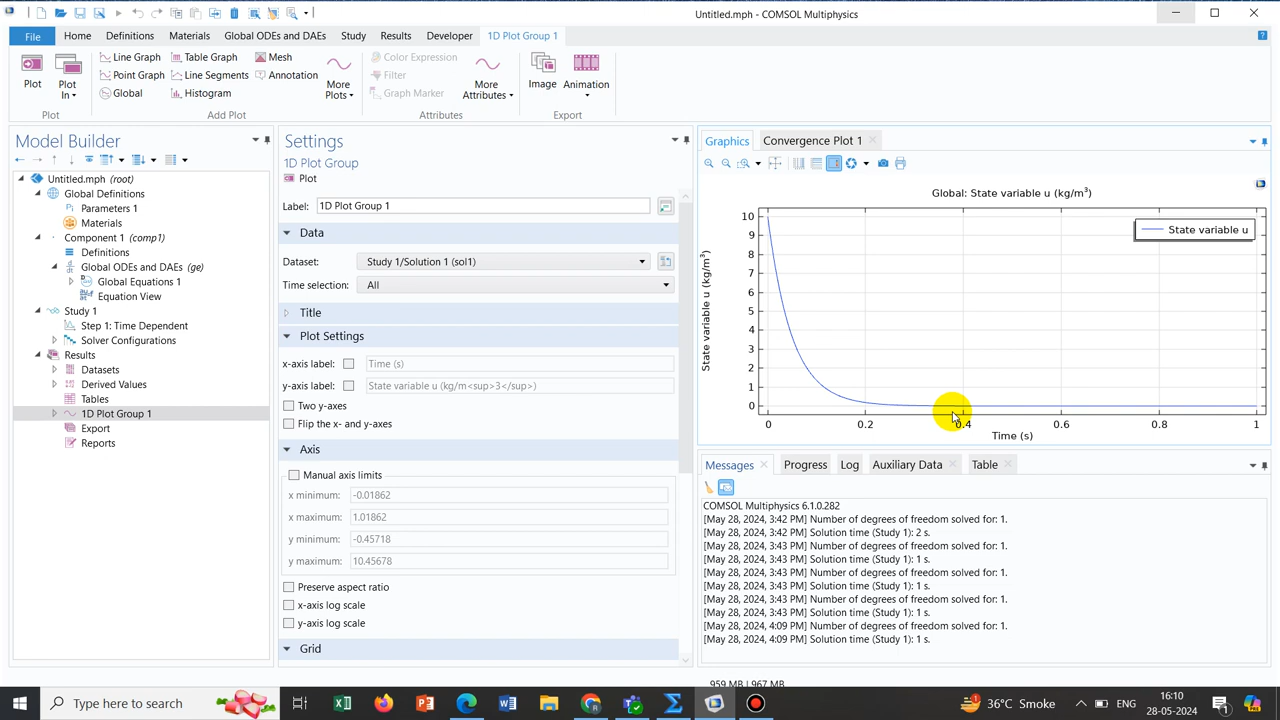 Untitled.mph - COMSOL Multiphysics
File Home Definitions Materials Global ODEs and DAEs Study Results Developer 1D Plot Group 1
Line Graph Table Graph Mesh Color Expression
Point Graph Line Segments Annotation Filter
Global Histogram Graph Marker
Plot Plot In More Plots More Attributes Image Animation
Plot Add Plot Attributes Export
Model Builder
Untitled.mph (root)
Global Definitions
Parameters 1
Materials
Component 1 (comp1)
Definitions
Global ODEs and DAEs (ge)
Global Equations 1
Equation View
Study 1
Step 1: Time Dependent
Solver Configurations
Results
Datasets
Derived Values
Tables
1D Plot Group 1
Export
Reports
Settings
1D Plot Group
Plot
Label: 1D Plot Group 1
Data
Dataset: Study 1/Solution 1 (sol1)
Time selection: All
Title
Plot Settings
x-axis label: Time (s)
y-axis label: State variable u (kg/m<sup>3</sup>)
Two y-axes
Flip the x- and y-axes
Axis
Manual axis limits
x minimum: -0.01862
x maximum: 1.01862
y minimum: -0.45718
y maximum: 10.45678
Preserve aspect ratio
x-axis log scale
y-axis log scale
Grid
Graphics Convergence Plot 1
Global: State variable u (kg/m³)
State variable u
State variable u (kg/m³)
10
9
8
7
6
5
4
3
2
1
0
0 0.2 0.4 0.6 0.8 1
Time (s)
Messages Progress Log Auxiliary Data Table
COMSOL Multiphysics 6.1.0.282
[May 28, 2024, 3:42 PM] Number of degrees of freedom solved for: 1.
[May 28, 2024, 3:42 PM] Solution time (Study 1): 2 s.
[May 28, 2024, 3:43 PM] Number of degrees of freedom solved for: 1.
[May 28, 2024, 3:43 PM] Solution time (Study 1): 1 s.
[May 28, 2024, 3:43 PM] Number of degrees of freedom solved for: 1.
[May 28, 2024, 3:43 PM] Solution time (Study 1): 1 s.
[May 28, 2024, 3:43 PM] Number of degrees of freedom solved for: 1.
[May 28, 2024, 3:43 PM] Solution time (Study 1): 1 s.
[May 28, 2024, 4:09 PM] Number of degrees of freedom solved for: 1.
[May 28, 2024, 4:09 PM] Solution time (Study 1): 1 s.
959 MB | 967 MB
Type here to search
36°C Smoke
ENG
16:10
28-05-2024